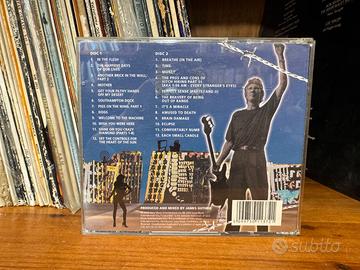 DISC 1
1. IN THE FLESH
2. THE HAPPIEST DAYS
OF OUR LIVES
3. ANOTHER BRICK IN THE WALL,
PART 2
4. MOTHER
5. GET YOUR FILTHY HANDS
OFF MY DESERT
6. SOUTHAMPTON DOCK
7. PIGS ON THE WING, PART 1
8. DOGS
9. WELCOME TO THE MACHINE
10. WISH YOU WERE HERE
11. SHINE ON YOU CRAZY
DIAMOND (PARTS 1-8)
12. SET THE CONTROLS FOR
THE HEART OF THE SUN
DISC 2
1. BREATHE (IN THE AIR)
2. TIME
3. MONEY
4. THE PROS AND CONS OF
HITCH HIKING PART 11
(AKA 5:06 AM - EVERY STRANGER'S EYES)
5. PERFECT SENSE (PARTS I AND II)
6. THE BRAVERY OF BEING
OUT OF RANGE
7. IT'S A MIRACLE
8. AMUSED TO DEATH
9. BRAIN DAMAGE
10. ECLIPSE
11. COMFORTABLY NUMB
12. EACH SMALL CANDLE
PRODUCED AND MIXED BY JAMES GUTHRIE
subito